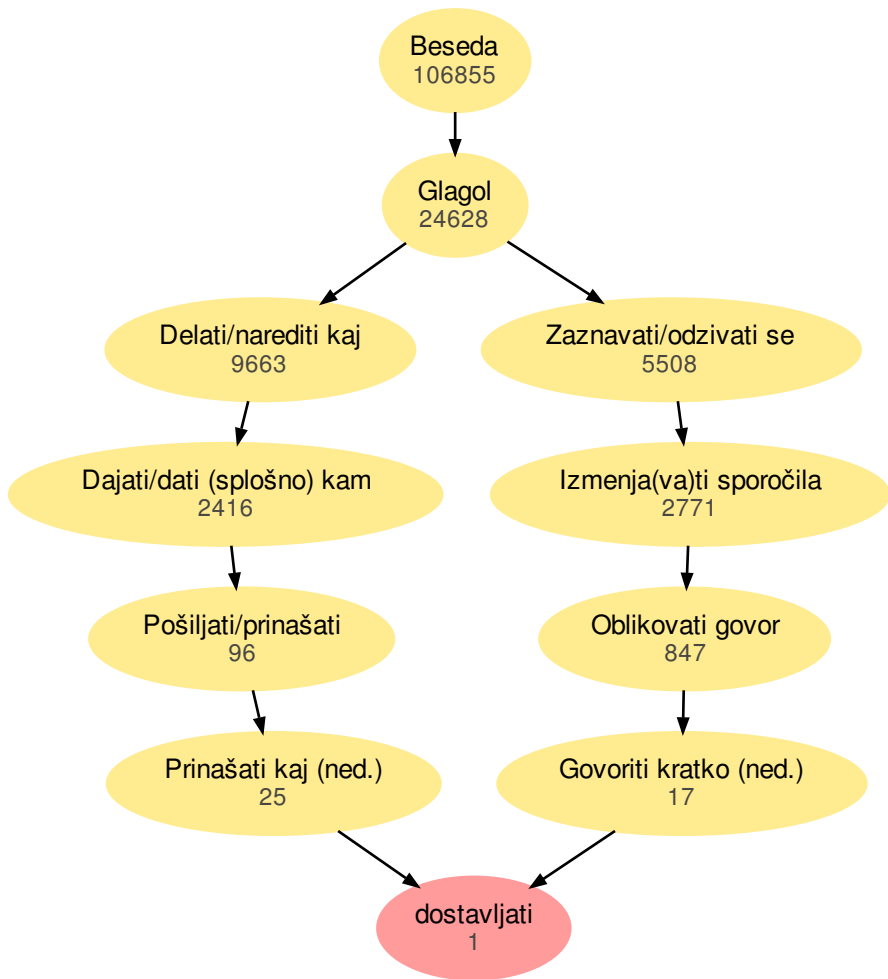 Beseda
106855
Glagol
24628
Delati/narediti kaj
9663
Zaznavati/odzivati se
5508
Dajati/dati (splošno) kam
2416
Izmenja(va)ti sporočila
2771
Pošiljati/prinašati
96
Oblikovati govor
847
Prinašati kaj (ned.)
25
Govoriti kratko (ned.)
17
dostavljati
1